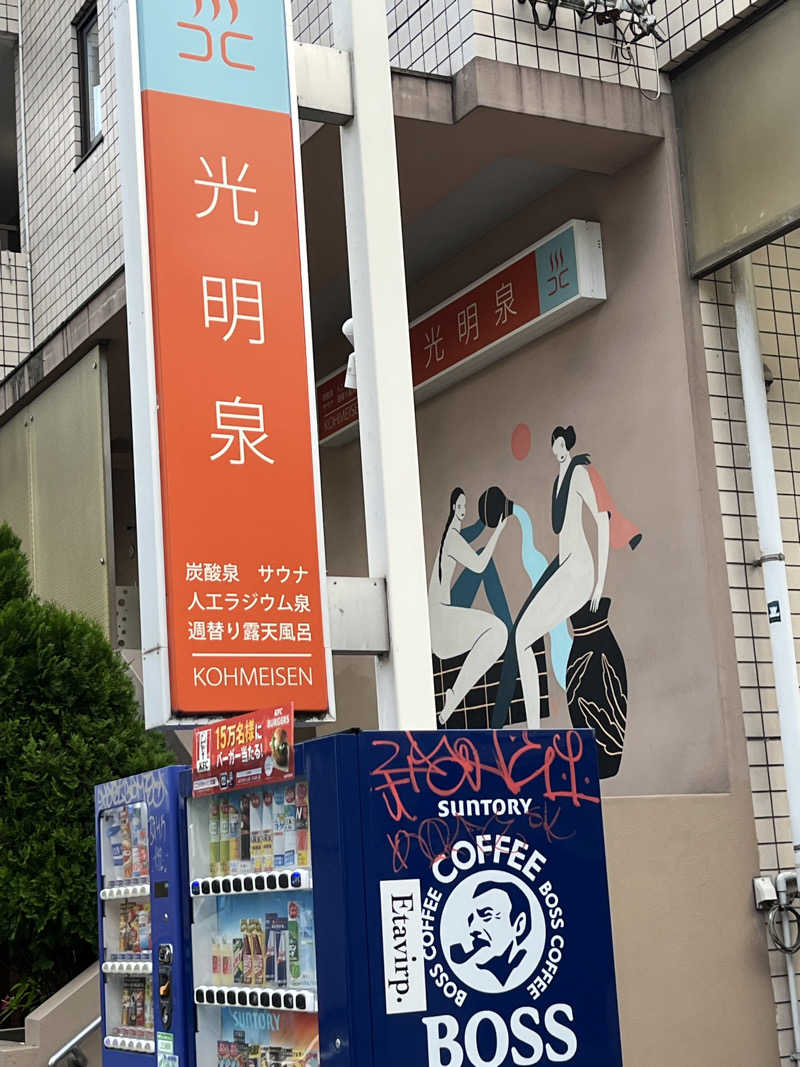 光明泉
炭酸泉 サウナ
人工ラジウム泉
週替り露天風呂
KOHMEISEN
光明泉
KOHMEISEN
KFC
BURGERS
15万名様に
バーガー当たる!
SUNTORY
COFFEE
BOSS COFFEE
BOSS COFFEE
BOSS
Etavirp.
SUNTORY